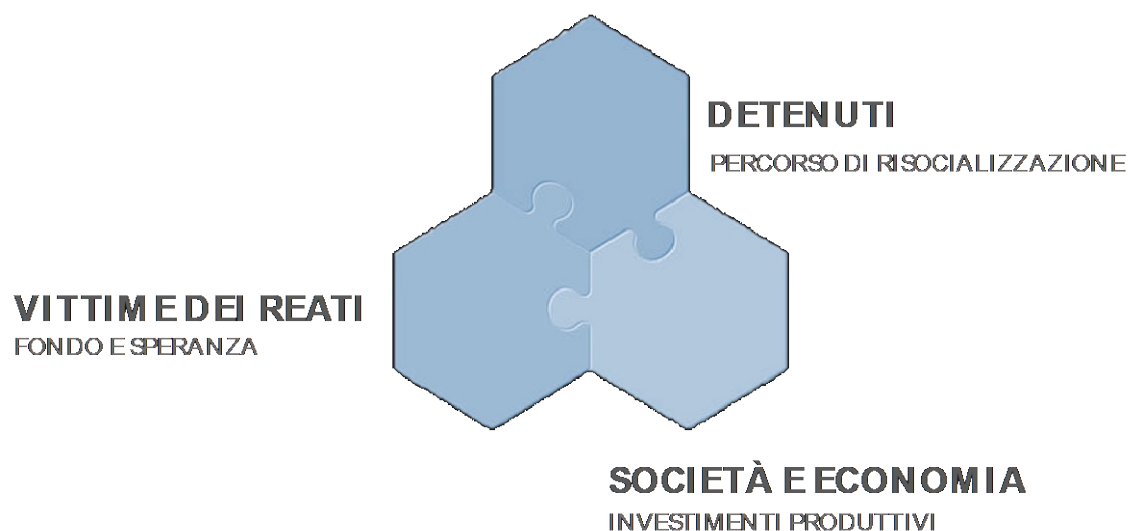 DETENUTI
PERCORSO DI RISOCIALIZZAZIONE
VITTIME DEI REATI
FONDO E SPERANZA
SOCIETÀ E ECONOMIA
INVESTIMENTI PRODUTTIVI